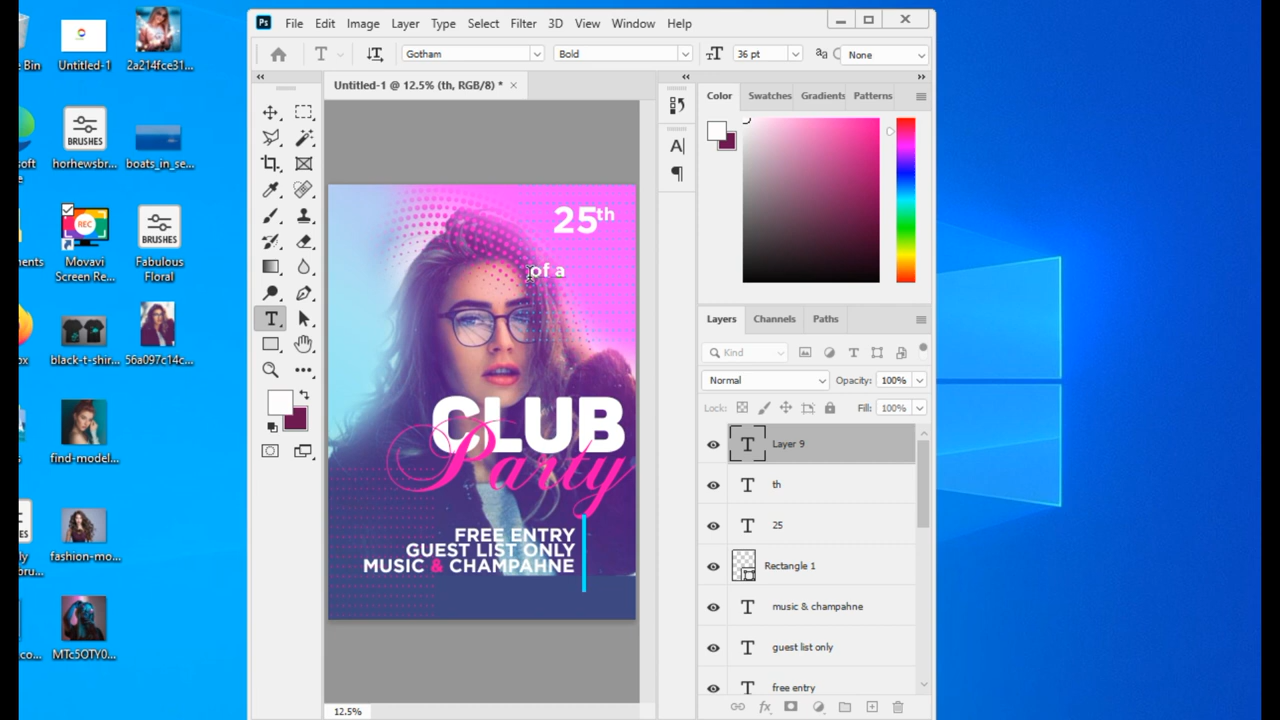 Ps File Edit Image Layer Type Select Filter 3D View Window Help
T Gotham Bold 36 pt aa None
Untitled-1 @ 12.5% (th, RGB/8) *
Color Swatches Gradients Patterns
25th
of a
CLUB
Party
FREE ENTRY
GUEST LIST ONLY
MUSIC & CHAMPAHNE
12.5%
Layers Channels Paths
Kind
Normal Opacity: 100%
Lock: Fill: 100%
T Layer 9
T th
T 25
Rectangle 1
T music & champahne
T guest list only
T free entry
fx
Bin Untitled-1 2a214fce31...
BRUSHES
horhewsbr... boats_in_se...
REC BRUSHES
Movavi Screen Re... Fabulous Floral
black-t-shir... 56a097c14c...
find-model...
fashion-mo...
MTc5OTY0...